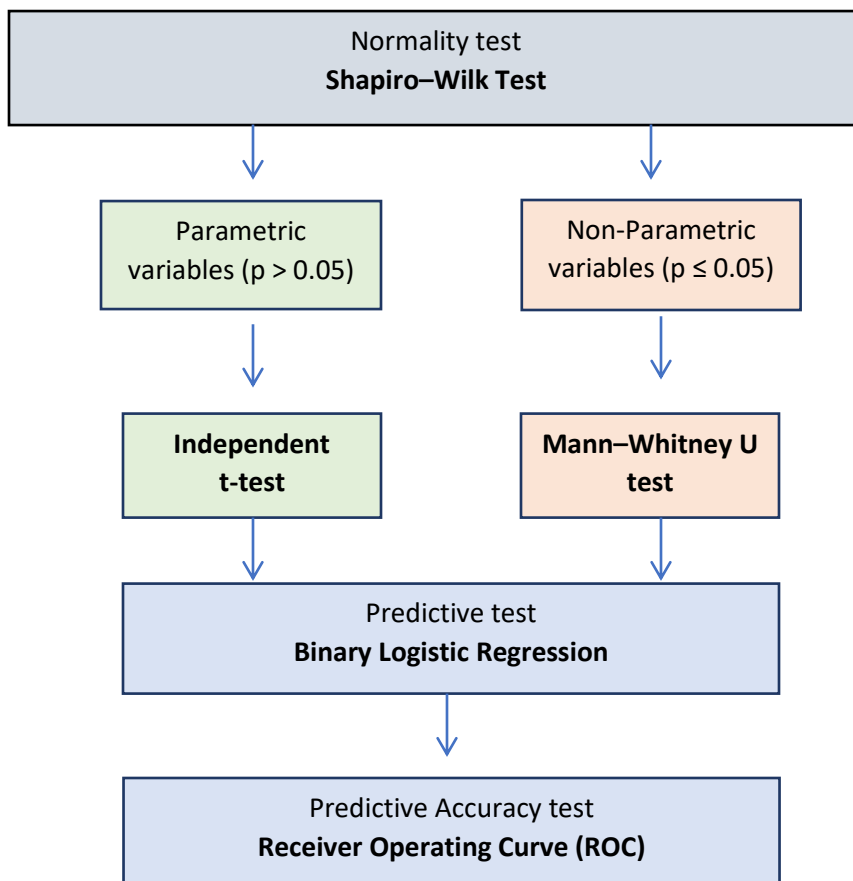 Normality test
Shapiro–Wilk Test
Parametric
variables (p > 0.05)
Non-Parametric
variables (p ≤ 0.05)
Independent
t-test
Mann–Whitney U
test
Predictive test
Binary Logistic Regression
Predictive Accuracy test
Receiver Operating Curve (ROC)